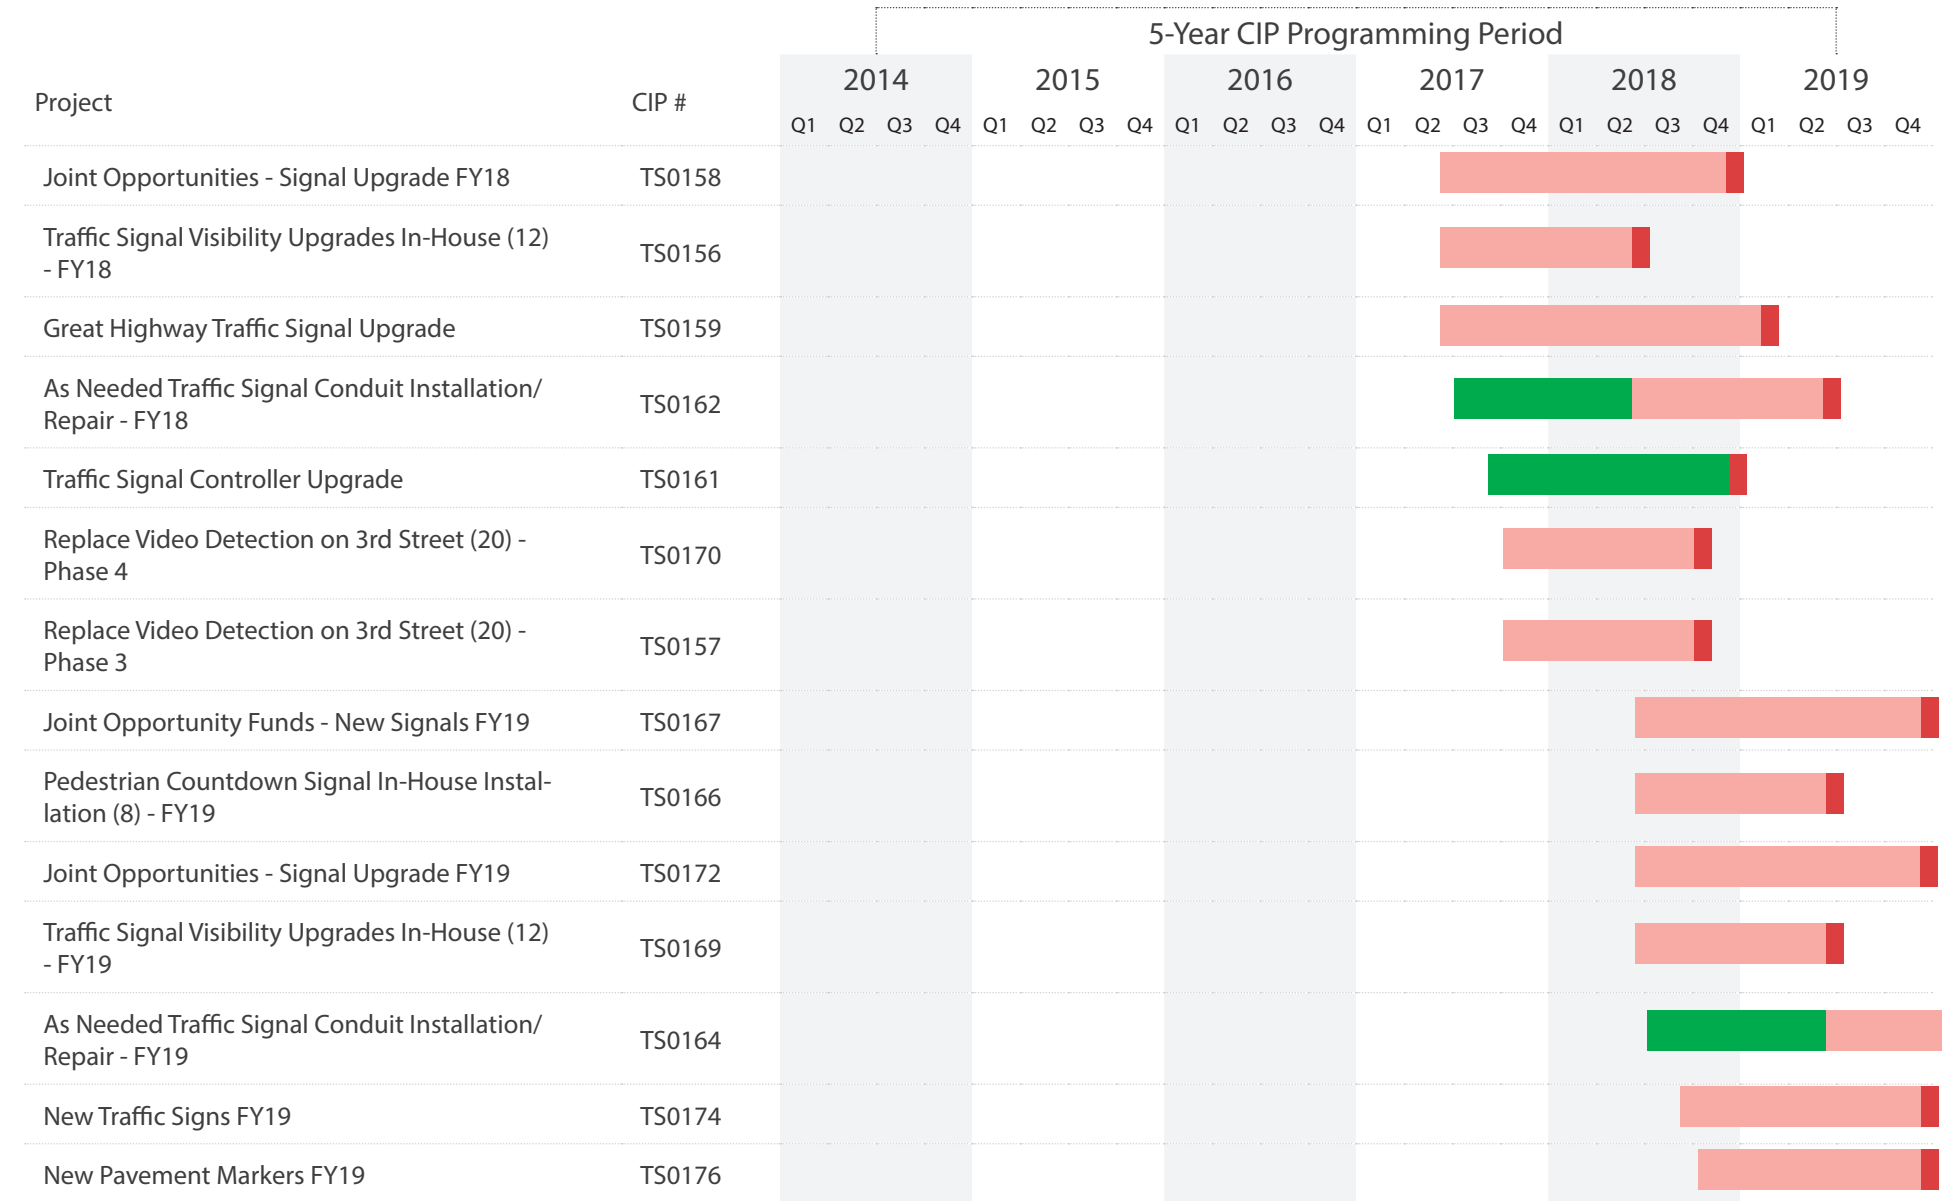 5-Year CIP Programming Period
2014 2015 2016 2017 2018 2019
Project CIP #
Q1 Q2 Q3 Q4 Q1 Q2 Q3 Q4 Q1 Q2 Q3 Q4 Q1 Q2 Q3 Q4 Q1 Q2 Q3 Q4 Q1 Q2 Q3 Q4
Joint Opportunities - Signal Upgrade FY18 TS0158
Traffic Signal Visibility Upgrades In-House (12)
- FY18 TS0156
Great Highway Traffic Signal Upgrade TS0159
As Needed Traffic Signal Conduit Installation/
Repair - FY18 TS0162
Traffic Signal Controller Upgrade TS0161
Replace Video Detection on 3rd Street (20) -
Phase 4 TS0170
Replace Video Detection on 3rd Street (20) -
Phase 3 TS0157
Joint Opportunity Funds - New Signals FY19 TS0167
Pedestrian Countdown Signal In-House Instal-
lation (8) - FY19 TS0166
Joint Opportunities - Signal Upgrade FY19 TS0172
Traffic Signal Visibility Upgrades In-House (12)
- FY19 TS0169
As Needed Traffic Signal Conduit Installation/
Repair - FY19 TS0164
New Traffic Signs FY19 TS0174
New Pavement Markers FY19 TS0176